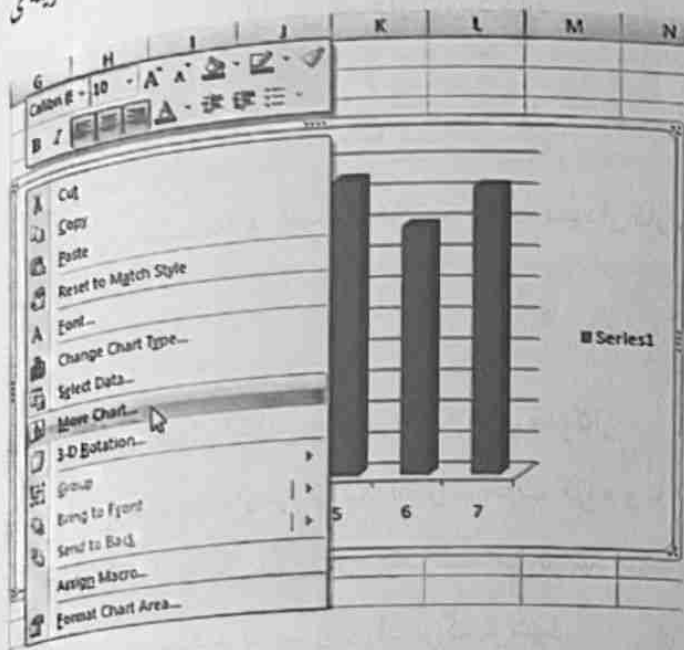 G H I J K L M N
Calibri 10 A A
B I A
Cut
Copy
Paste
Reset to Match Style
Font...
Change Chart Type...
Select Data...
Move Chart...
3-D Rotation...
Group
Bring to Front
Send to Back
Assign Macro...
Format Chart Area...
Series1
5 6 7